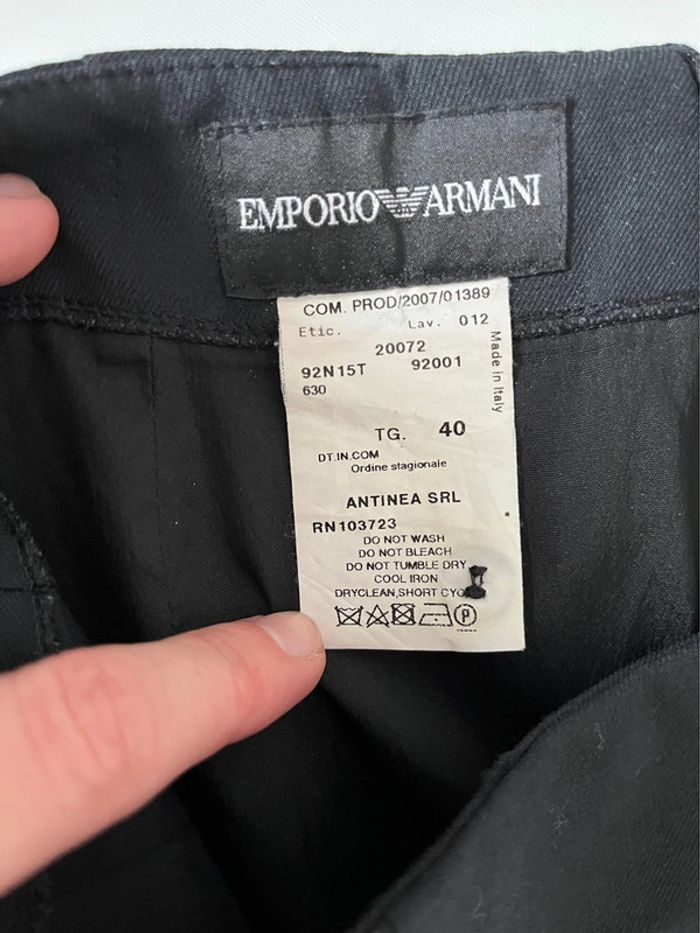 EMPORIO ARMANI
COM. PROD/2007/01389
Etic. Lav. 012
20072
92N15T 92001
630
Made in Italy
TG. 40
DT.IN.COM
Ordine stagionale
ANTINEA SRL
RN103723
DO NOT WASH
DO NOT BLEACH
DO NOT TUMBLE DRY
COOL IRON
DRYCLEAN,SHORT
P